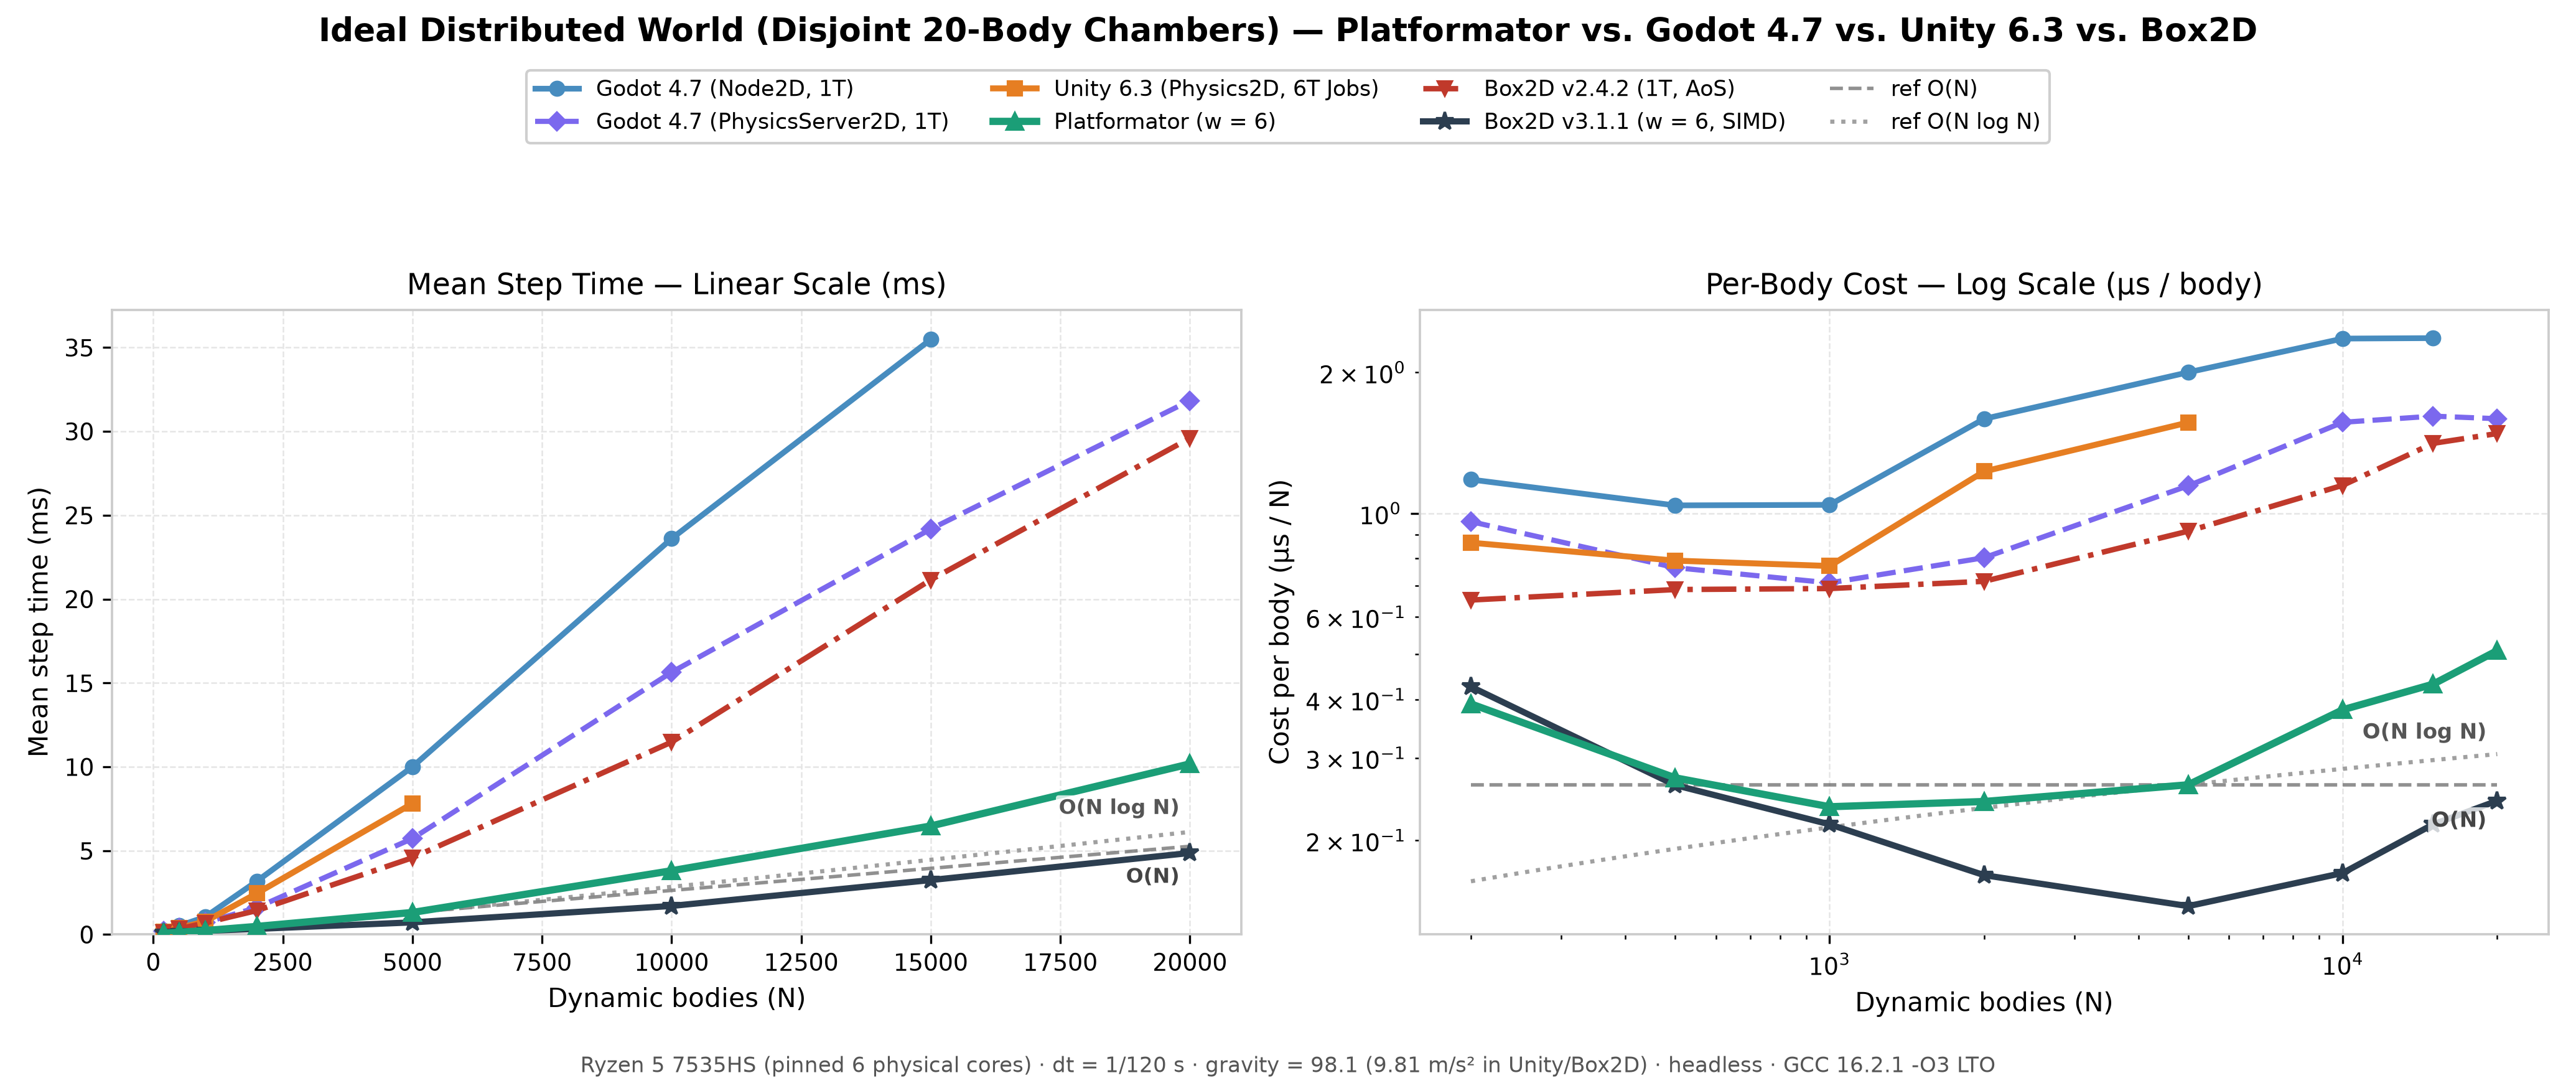 Ideal Distributed World (Disjoint 20-Body Chambers) — Platformator vs. Godot 4.7 vs. Unity 6.3 vs. Box2D
Godot 4.7 (Node2D, 1T)
Godot 4.7 (PhysicsServer2D, 1T)
Unity 6.3 (Physics2D, 6T Jobs)
Platformator (w = 6)
Box2D v2.4.2 (1T, AoS)
Box2D v3.1.1 (w = 6, SIMD)
ref O(N)
ref O(N log N)
Mean Step Time — Linear Scale (ms)
Mean step time (ms)
35
30
25
20
15
10
5
0
O(N log N)
O(N)
0 2500 5000 7500 10000 12500 15000 17500 20000
Dynamic bodies (N)
Per-Body Cost — Log Scale (µs / body)
Cost per body (µs / N)
2 × 10⁰
10⁰
6 × 10⁻¹
4 × 10⁻¹
3 × 10⁻¹
2 × 10⁻¹
O(N log N)
O(N)
10³ 10⁴
Dynamic bodies (N)
Ryzen 5 7535HS (pinned 6 physical cores) · dt = 1/120 s · gravity = 98.1 (9.81 m/s² in Unity/Box2D) · headless · GCC 16.2.1 -O3 LTO